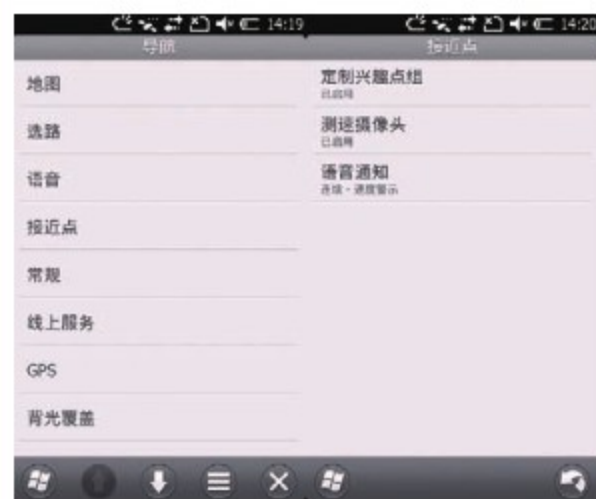 14:19
导航
地图
选路
语音
接近点
常规
线上服务
GPS
背光覆盖
14:20
接近点
定制兴趣点组
已启用
测速摄像头
已启用
语音通知
连续 - 速度警示